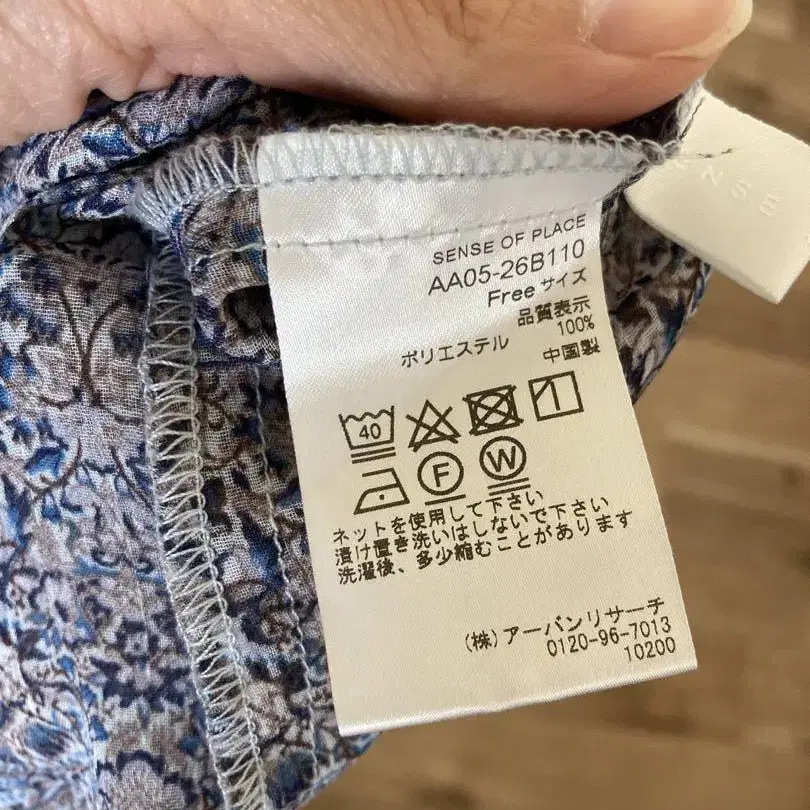 SENSE OF PLACE
AA05-26B110
Free サイズ
品質表示
100%
ポリエステル
中国製
40
F W
ネットを使用して下さい
漬け置き洗いはしないで下さい
洗濯後、多少縮むことがあります
(株)アーバンリサーチ
0120-96-7013
10200
ENSE